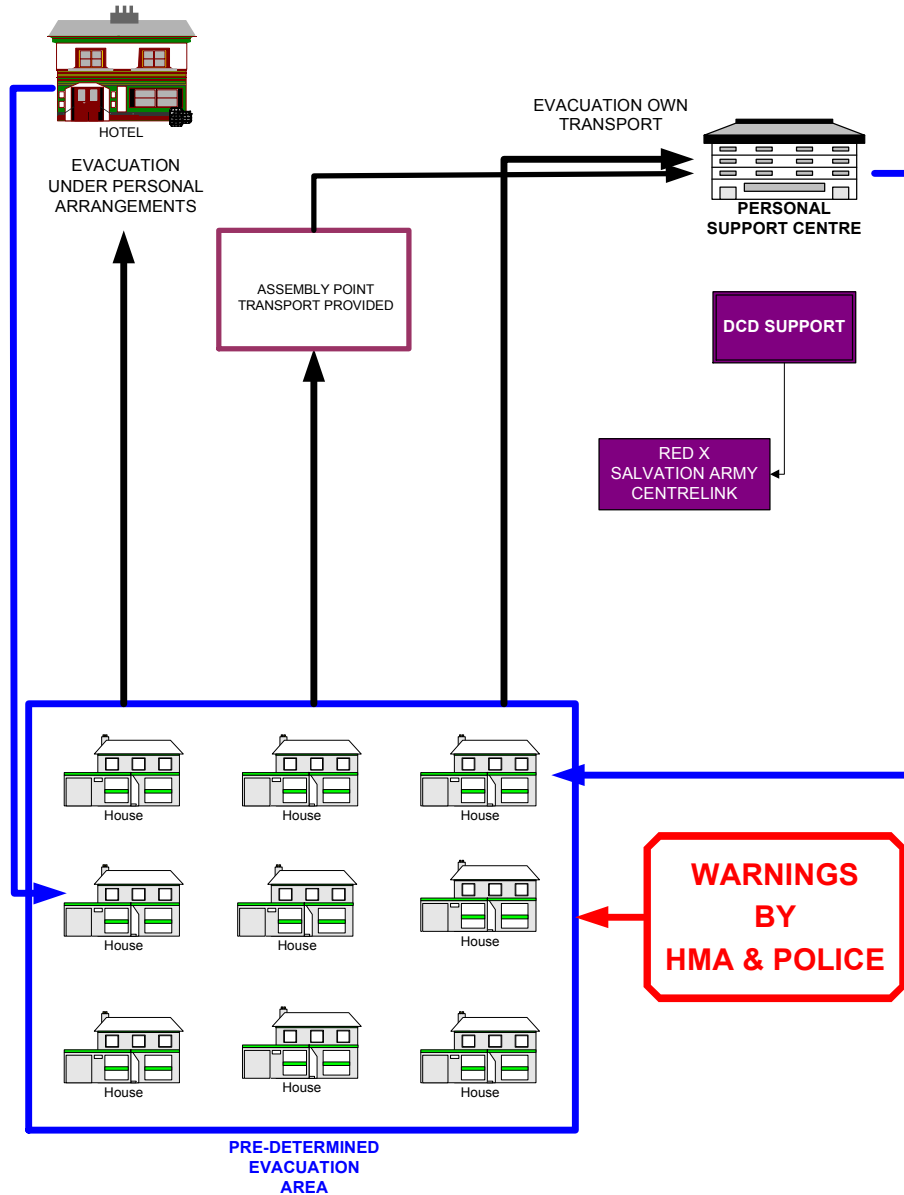 HOTEL
EVACUATION
UNDER PERSONAL
ARRANGEMENTS
EVACUATION OWN
TRANSPORT
PERSONAL
SUPPORT CENTRE
ASSEMBLY POINT
TRANSPORT PROVIDED
DCD SUPPORT
RED X
SALVATION ARMY
CENTRELINK
House
House
House
House
House
House
House
House
House
WARNINGS
BY
HMA & POLICE
PRE-DETERMINED
EVACUATION
AREA